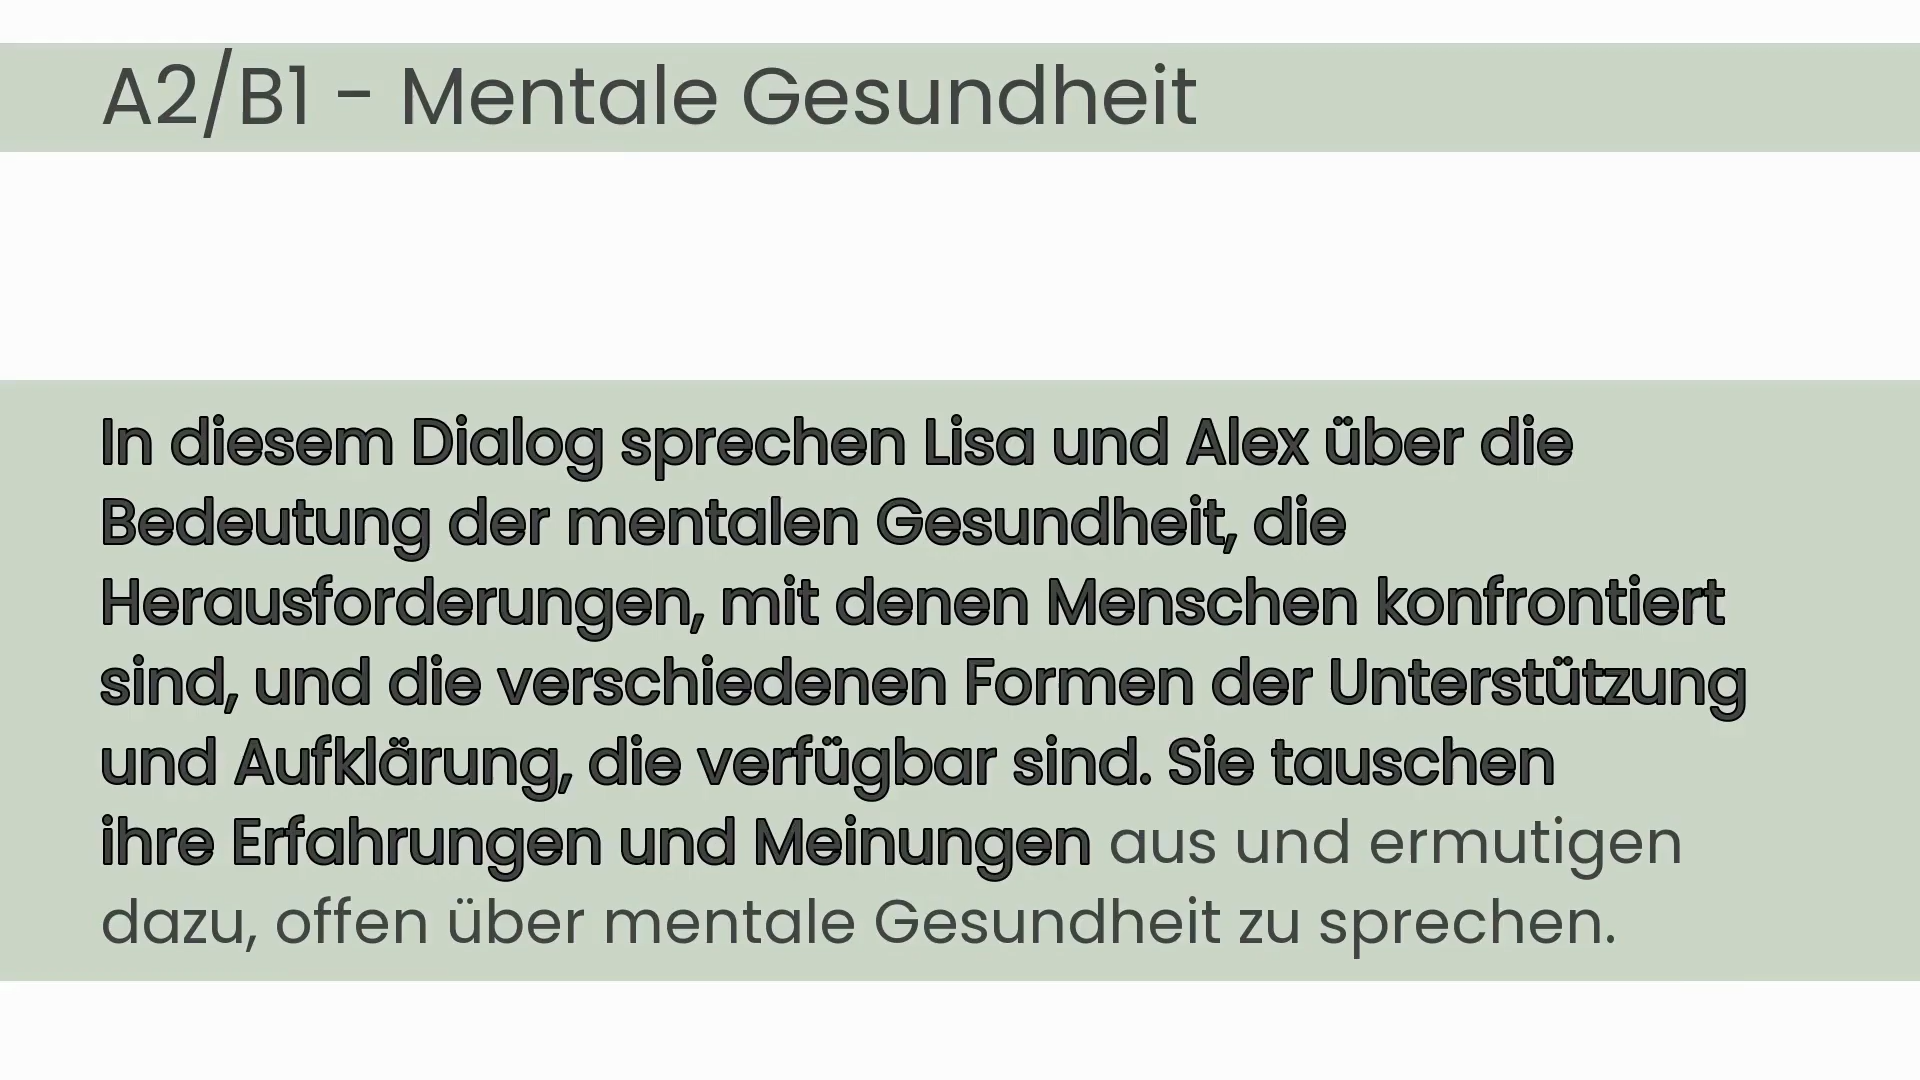 A2/B1 - Mentale Gesundheit
In diesem Dialog sprechen Lisa und Alex über die
Bedeutung der mentalen Gesundheit, die
Herausforderungen, mit denen Menschen konfrontiert
sind, und die verschiedenen Formen der Unterstützung
und Aufklärung, die verfügbar sind. Sie tauschen
ihre Erfahrungen und Meinungen aus und ermutigen
dazu, offen über mentale Gesundheit zu sprechen.